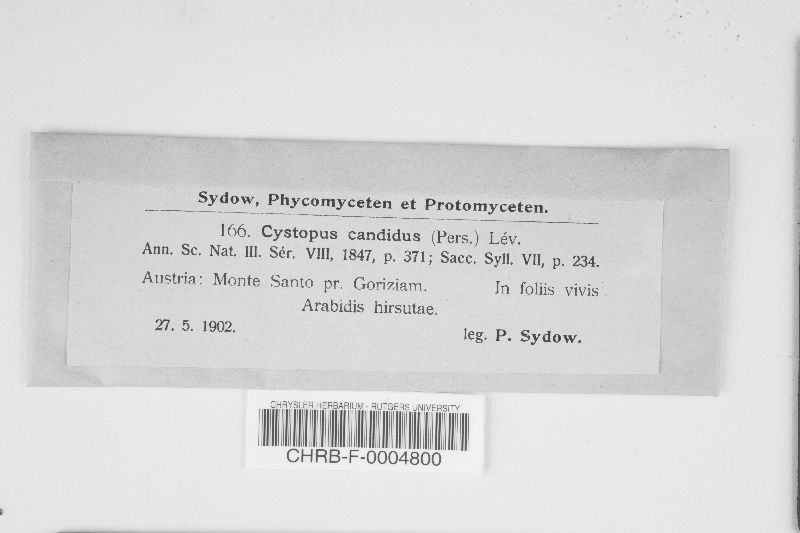 Sydow, Phycomyceten et Protomyceten.
166. Cystopus candidus (Pers.) Lév.
Ann. Sc. Nat. III. Sér. VIII, 1847, p. 371; Sacc. Syll. VII, p. 234.
Austria: Monte Santo pr. Goriziam. In foliis vivis
Arabidis hirsutae.
27. 5. 1902. leg. P. Sydow.
CHRYSLER HERBARIUM - RUTGERS UNIVERSITY
CHRB-F-0004800